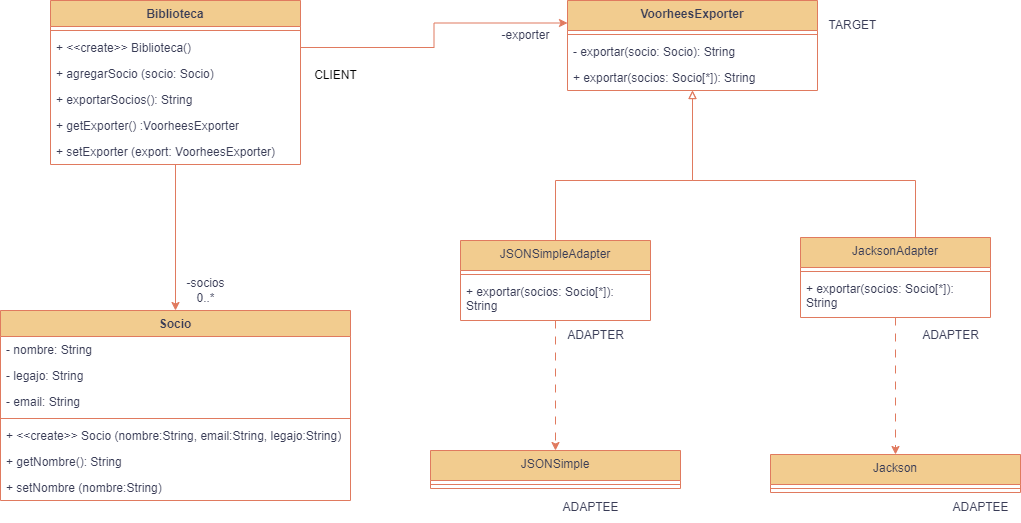 Biblioteca
+ <<create>> Biblioteca()
+ agregarSocio (socio: Socio)
+ exportarSocios(): String
+ getExporter() :VoorheesExporter
+ setExporter (export: VoorheesExporter)
CLIENT
-exporter
VoorheesExporter
- exportar(socio: Socio): String
+ exportar(socios: Socio[*]): String
TARGET
-socios
0..*
Socio
- nombre: String
- legajo: String
- email: String
+ <<create>> Socio (nombre:String, email:String, legajo:String)
+ getNombre(): String
+ setNombre (nombre:String)
JSONSimpleAdapter
+ exportar(socios: Socio[*]):
String
ADAPTER
JacksonAdapter
+ exportar(socios: Socio[*]):
String
ADAPTER
JSONSimple
ADAPTEE
Jackson
ADAPTEE